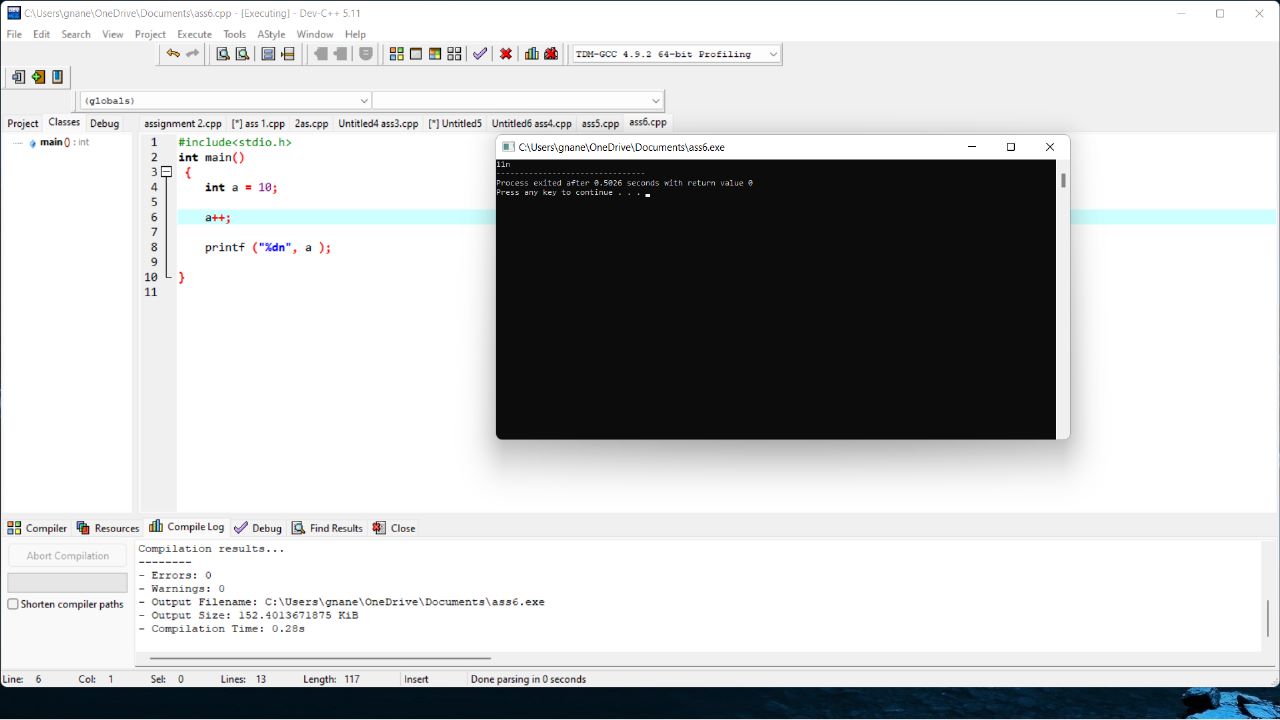 C:\Users\gnane\OneDrive\Documents\ass6.cpp - [Executing] - Dev-C++ 5.11
File Edit Search View Project Execute Tools AStyle Window Help
TDM-GCC 4.9.2 64-bit Profiling
(globals)
Project Classes Debug
assignment 2.cpp [*] ass 1.cpp 2as.cpp Untitled4 ass3.cpp [*] Untitled5 Untitled6 ass4.cpp ass5.cpp ass6.cpp
main () : int
1 #include<stdio.h>
2 int main()
3 {
4 int a = 10;
5
6 a++;
7
8 printf ("%dn", a );
9
10 }
11
C:\Users\gnane\OneDrive\Documents\ass6.exe
11n
--------------------------------
Process exited after 0.5026 seconds with return value 0
Press any key to continue . . .
Compiler Resources Compile Log Debug Find Results Close
Abort Compilation
Shorten compiler paths
Compilation results...
--------
- Errors: 0
- Warnings: 0
- Output Filename: C:\Users\gnane\OneDrive\Documents\ass6.exe
- Output Size: 152.4013671875 KiB
- Compilation Time: 0.28s
Line: 6 Col: 1 Sel: 0 Lines: 13 Length: 117 Insert Done parsing in 0 seconds